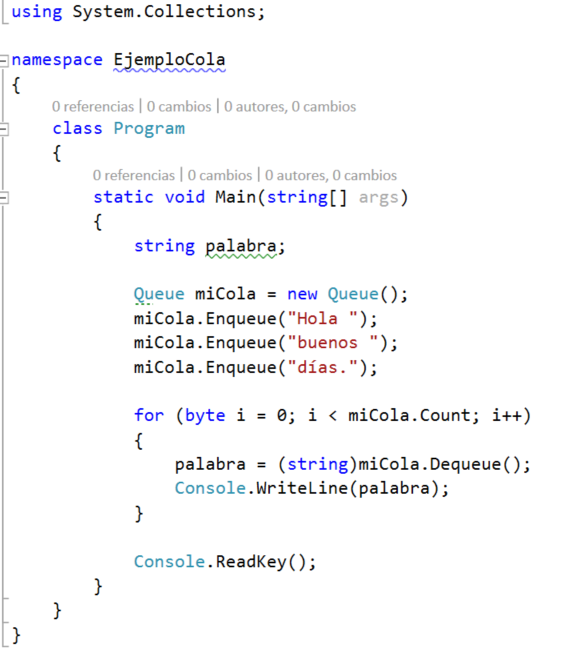 using System.Collections;
namespace EjemploCola
{
0 referencias | 0 cambios | 0 autores, 0 cambios
class Program
{
0 referencias | 0 cambios | 0 autores, 0 cambios
static void Main(string[] args)
{
string palabra;
Queue miCola = new Queue();
miCola.Enqueue("Hola ");
miCola.Enqueue("buenos ");
miCola.Enqueue("días.");
for (byte i = 0; i < miCola.Count; i++)
{
palabra = (string)miCola.Dequeue();
Console.WriteLine(palabra);
}
Console.ReadKey();
}
}
}